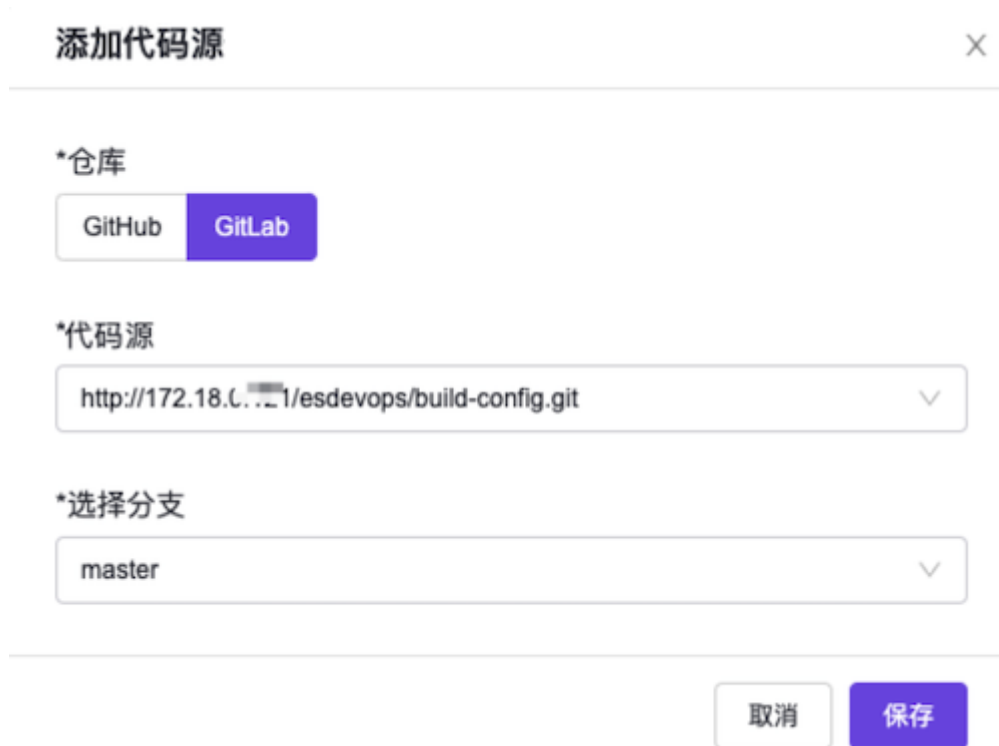 添加代码源
*仓库
GitHub GitLab
*代码源
/esdevops/build-config.git
*选择分支
master
取消 保存